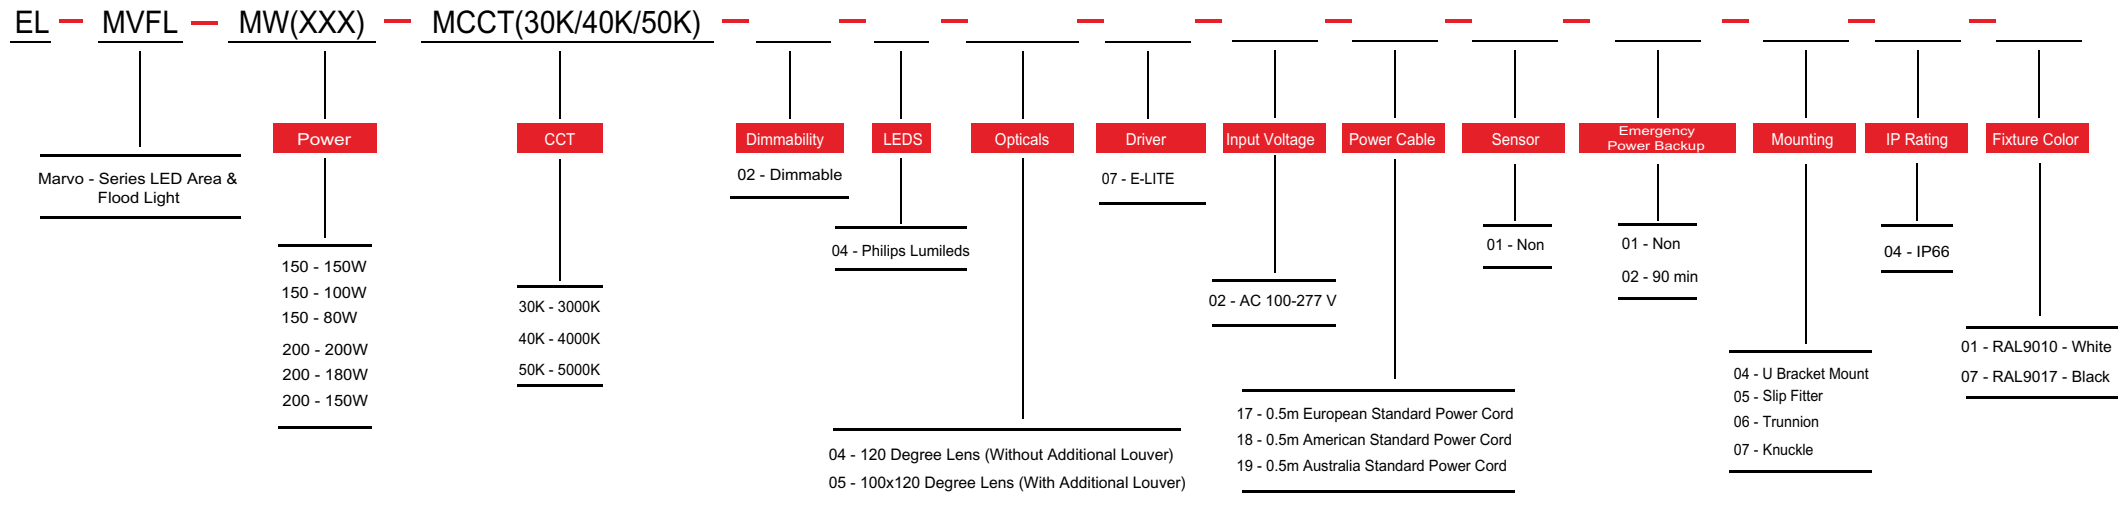 EL — MVFL — MW(XXX) — MCCT(30K/40K/50K) — — — — — — — — — — —
Marvo - Series LED Area &
Flood Light
Power
150 - 150W
150 - 100W
150 - 80W
200 - 200W
200 - 180W
200 - 150W
CCT
30K - 3000K
40K - 4000K
50K - 5000K
Dimmability
02 - Dimmable
LEDS
04 - Philips Lumileds
Opticals
04 - 120 Degree Lens (Without Additional Louver)
05 - 100x120 Degree Lens (With Additional Louver)
Driver
07 - E-LITE
Input Voltage
02 - AC 100-277 V
Power Cable
17 - 0.5m European Standard Power Cord
18 - 0.5m American Standard Power Cord
19 - 0.5m Australia Standard Power Cord
Sensor
01 - Non
Emergency
Power Backup
01 - Non
02 - 90 min
Mounting
04 - U Bracket Mount
05 - Slip Fitter
06 - Trunnion
07 - Knuckle
IP Rating
04 - IP66
Fixture Color
01 - RAL9010 - White
07 - RAL9017 - Black